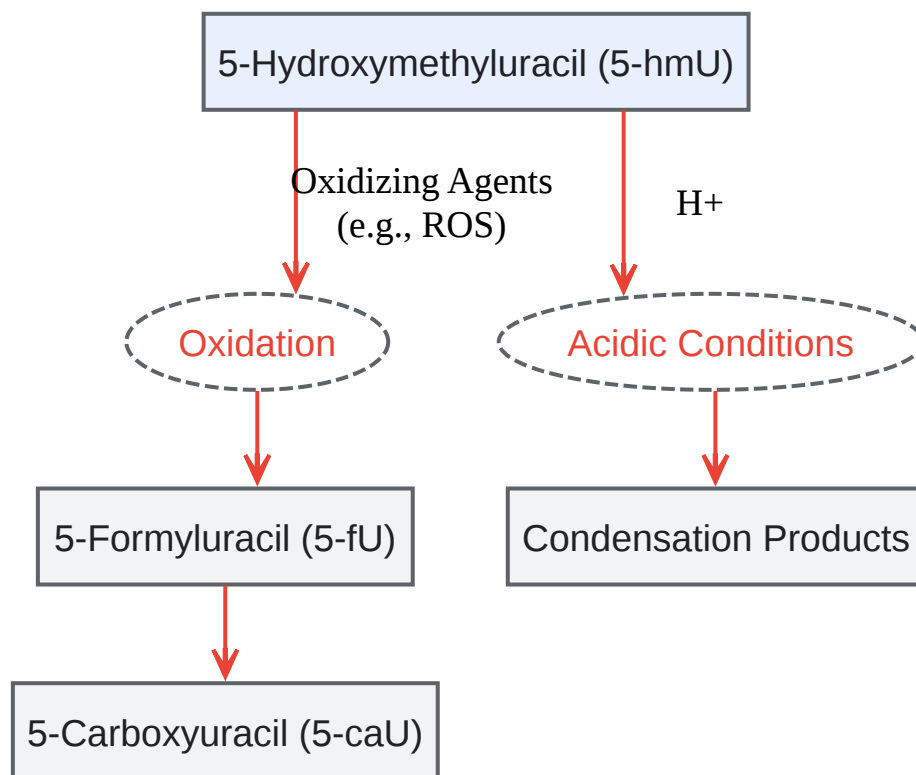 5-Hydroxymethyluracil (5-hmU)
Oxidizing Agents
(e.g., ROS)
H+
Oxidation
Acidic Conditions
5-Formyluracil (5-fU)
Condensation Products
5-Carboxyuracil (5-caU)